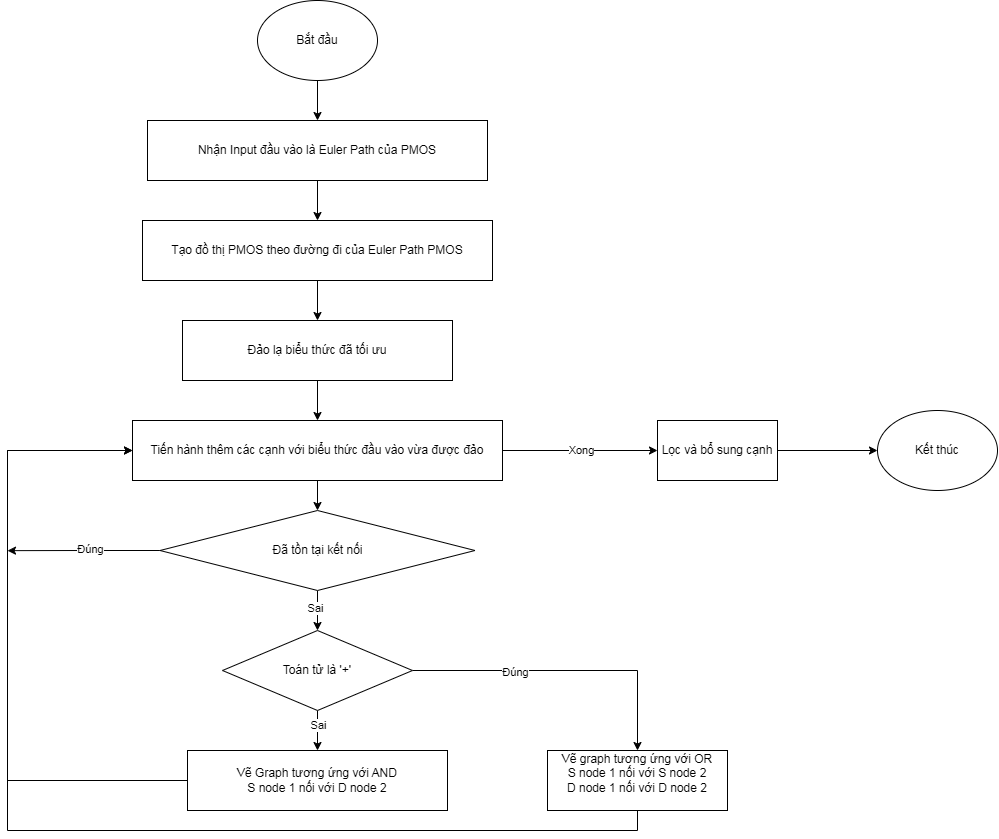 Bắt đầu
Nhận Input đầu vào là Euler Path của PMOS
Tạo đồ thị PMOS theo đường đi của Euler Path PMOS
Đảo lạ biểu thức đã tối ưu
Tiến hành thêm các cạnh với biểu thức đầu vào vừa được đảo
Xong
Lọc và bổ sung cạnh
Kết thúc
Đã tồn tại kết nối
Đúng
Sai
Toán tử là '+'
Đúng
Sai
Vẽ Graph tương ứng với AND
S node 1 nối với D node 2
Vẽ graph tương ứng với OR
S node 1 nối với S node 2
D node 1 nối với D node 2